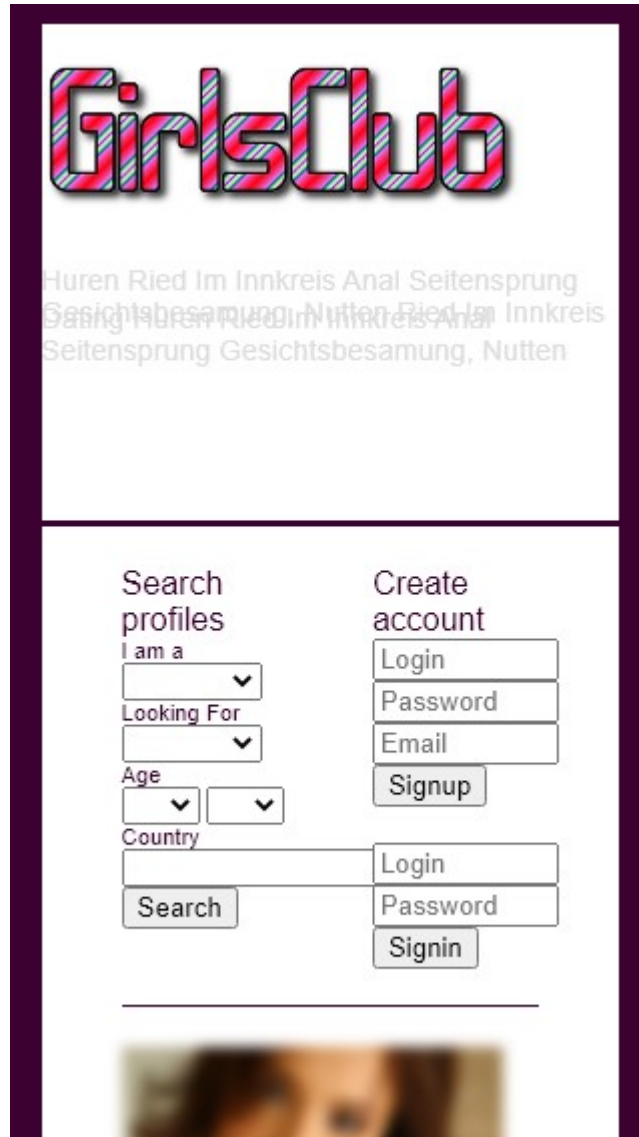 GirlsClub
Huren Ried Im Innkreis Anal Seitensprung
Gesichtsbesamung, Nutten Ried Im Innkreis
Dating Huren Ried Im Innkreis Anal
Seitensprung Gesichtsbesamung, Nutten
Search
profiles
I am a
Looking For
Age
Country
Search
Create
account
Login
Password
Email
Signup
Login
Password
Signin